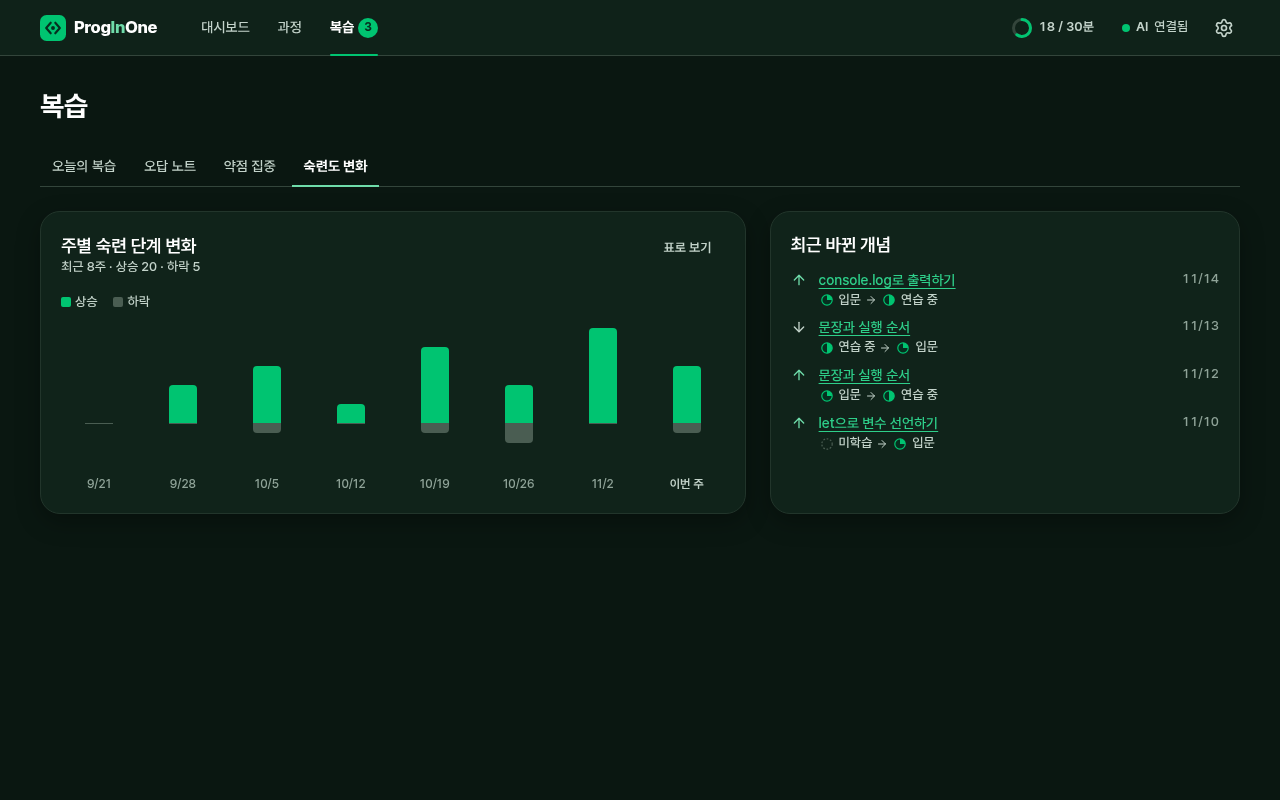 ProgInOne
대시보드 과정 복습 3
18 / 30분
AI 연결됨
복습
오늘의 복습 오답 노트 약점 집중 숙련도 변화
주별 숙련 단계 변화
표로 보기
최근 8주 · 상승 20 · 하락 5
상승 하락
9/21 9/28 10/5 10/12 10/19 10/26 11/2 이번 주
최근 바뀐 개념
↑ console.log로 출력하기 11/14
입문 → 연습 중
↓ 문장과 실행 순서 11/13
연습 중 → 입문
↑ 문장과 실행 순서 11/12
입문 → 연습 중
↑ let으로 변수 선언하기 11/10
미학습 → 입문